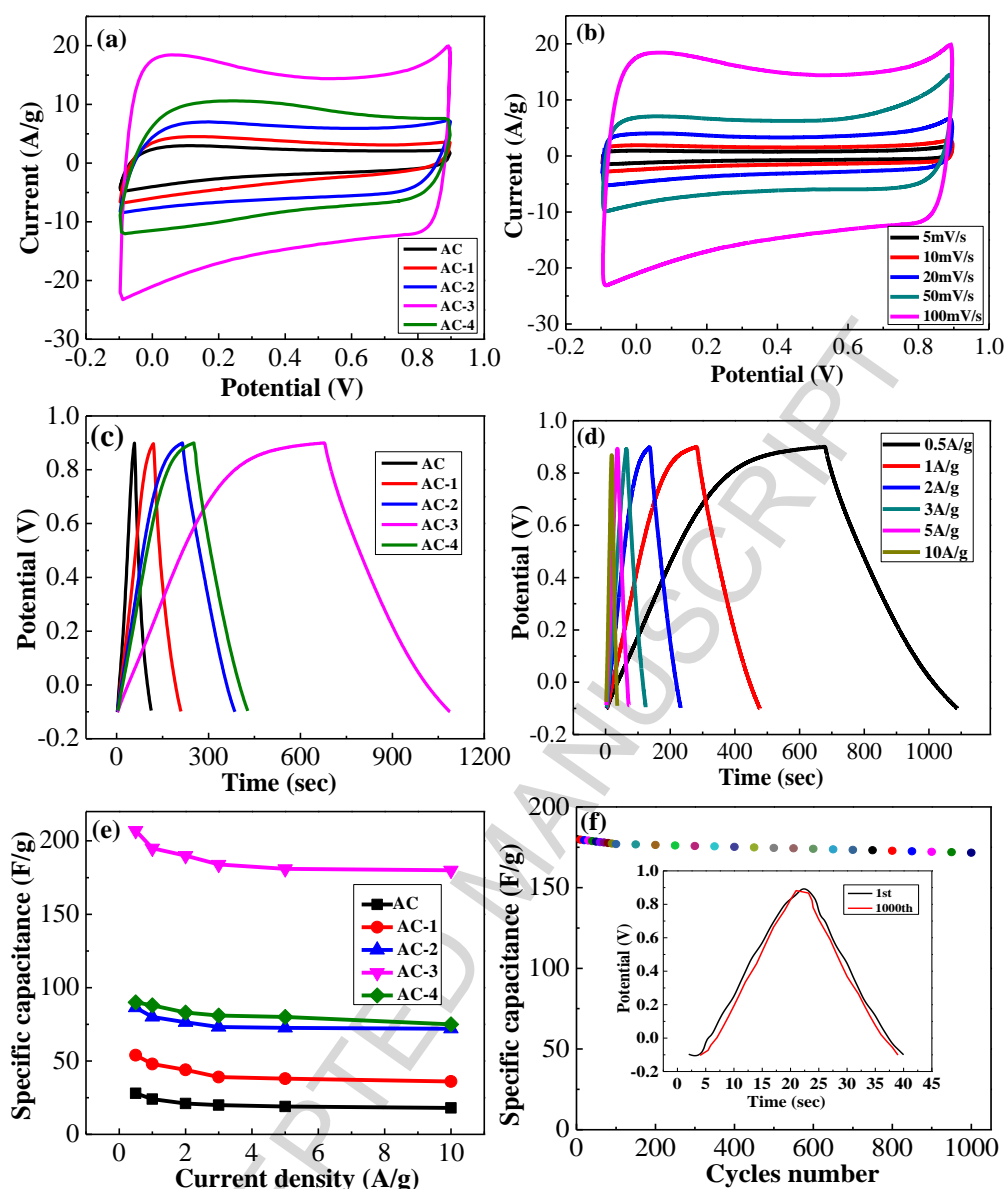 (a)
Current (A/g)
20
10
0
-10
-20
-30
AC
AC-1
AC-2
AC-3
AC-4
-0.2 0.0 0.2 0.4 0.6 0.8 1.0
Potential (V)
(b)
Current (A/g)
20
10
0
-10
-20
-30
5mV/s
10mV/s
20mV/s
50mV/s
100mV/s
-0.2 0.0 0.2 0.4 0.6 0.8 1.0
Potential (V)
(c)
Potential (V)
1.0
0.8
0.6
0.4
0.2
0.0
-0.2
AC
AC-1
AC-2
AC-3
AC-4
0 300 600 900 1200
Time (sec)
(d)
Potential (V)
1.0
0.8
0.6
0.4
0.2
0.0
-0.2
0.5A/g
1A/g
2A/g
3A/g
5A/g
10A/g
0 200 400 600 800 1000
Time (sec)
(e)
Specific capacitance (F/g)
200
150
100
50
0
AC
AC-1
AC-2
AC-3
AC-4
0 2 4 6 8 10
Current density (A/g)
(f)
Specific capacitance (F/g)
200
150
100
50
0
Potential (V)
1.0
0.8
0.6
0.4
0.2
0.0
-0.2
1st
1000th
0 5 10 15 20 25 30 35 40 45
Time (sec)
0 200 400 600 800 1000
Cycles number
PTED MANUSCRIPT